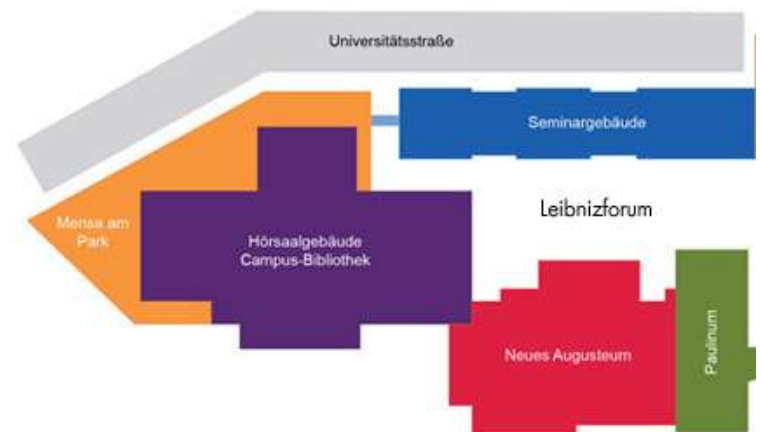 Universitätsstraße
Seminargebäude
Leibnizforum
Mensa am
Park
Hörsaalgebäude
Campus-Bibliothek
Neues Augusteum
Paulinum